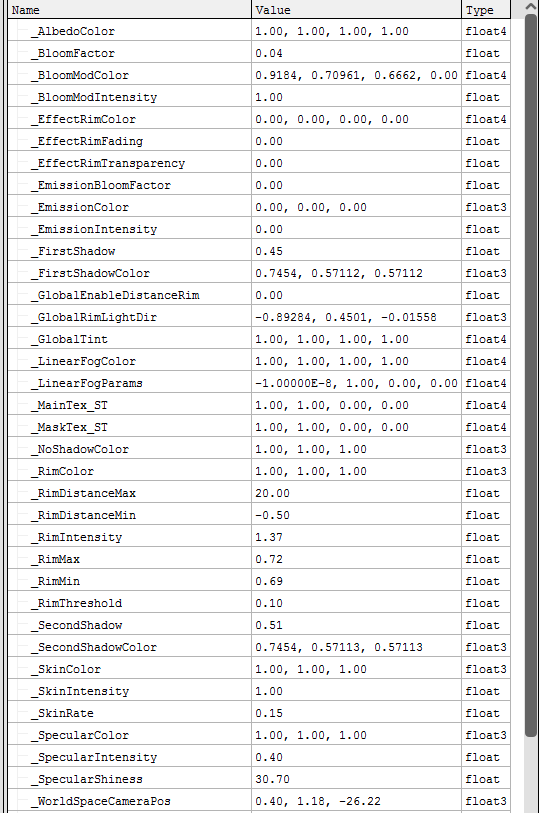 Name Value Type
_AlbedoColor 1.00, 1.00, 1.00, 1.00 float4
_BloomFactor 0.04 float
_BloomModColor 0.9184, 0.70961, 0.6662, 0.00 float4
_BloomModIntensity 1.00 float
_EffectRimColor 0.00, 0.00, 0.00, 0.00 float4
_EffectRimFading 0.00 float
_EffectRimTransparency 0.00 float
_EmissionBloomFactor 0.00 float
_EmissionColor 0.00, 0.00, 0.00 float3
_EmissionIntensity 0.00 float
_FirstShadow 0.45 float
_FirstShadowColor 0.7454, 0.57112, 0.57112 float3
_GlobalEnableDistanceRim 0.00 float
_GlobalRimLightDir -0.89284, 0.4501, -0.01558 float3
_GlobalTint 1.00, 1.00, 1.00, 1.00 float4
_LinearFogColor 1.00, 1.00, 1.00, 1.00 float4
_LinearFogParams -1.00000E-8, 1.00, 0.00, 0.00 float4
_MainTex_ST 1.00, 1.00, 0.00, 0.00 float4
_MaskTex_ST 1.00, 1.00, 0.00, 0.00 float4
_NoShadowColor 1.00, 1.00, 1.00 float3
_RimColor 1.00, 1.00, 1.00 float3
_RimDistanceMax 20.00 float
_RimDistanceMin -0.50 float
_RimIntensity 1.37 float
_RimMax 0.72 float
_RimMin 0.69 float
_RimThreshold 0.10 float
_SecondShadow 0.51 float
_SecondShadowColor 0.7454, 0.57113, 0.57113 float3
_SkinColor 1.00, 1.00, 1.00 float3
_SkinIntensity 1.00 float
_SkinRate 0.15 float
_SpecularColor 1.00, 1.00, 1.00 float3
_SpecularIntensity 0.40 float
_SpecularShiness 30.70 float
_WorldSpaceCameraPos 0.40, 1.18, -26.22 float3